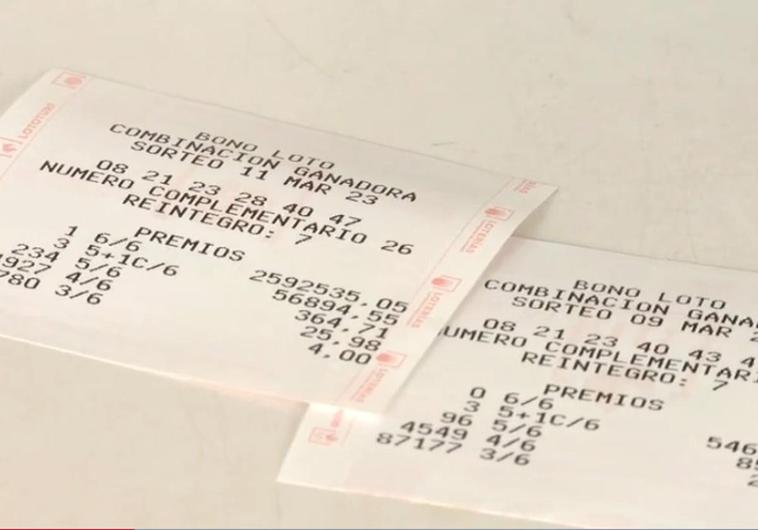 BONO LOTO
COMBINACION GANADORA
SORTEO 11 MAR 23
08 21 23 28 40 47
NUMERO COMPLEMENTARIO 26
REINTEGRO: 7
PREMIOS
1 6/6 2592535,05
3 5+1C/6 56894,55
234 5/6 364,71
4/6 25,98
3/6 4,00
LOTERIAS
LOTERIAS
LOTERIAS
BONO LOTO
COMBINACION
SORTEO 09 MAR
08 21 23 40 43
REINTEGRO: 7
PREMIOS
0 6/6
3 5+1C/6
96 5/6
4549 4/6
87177 3/6